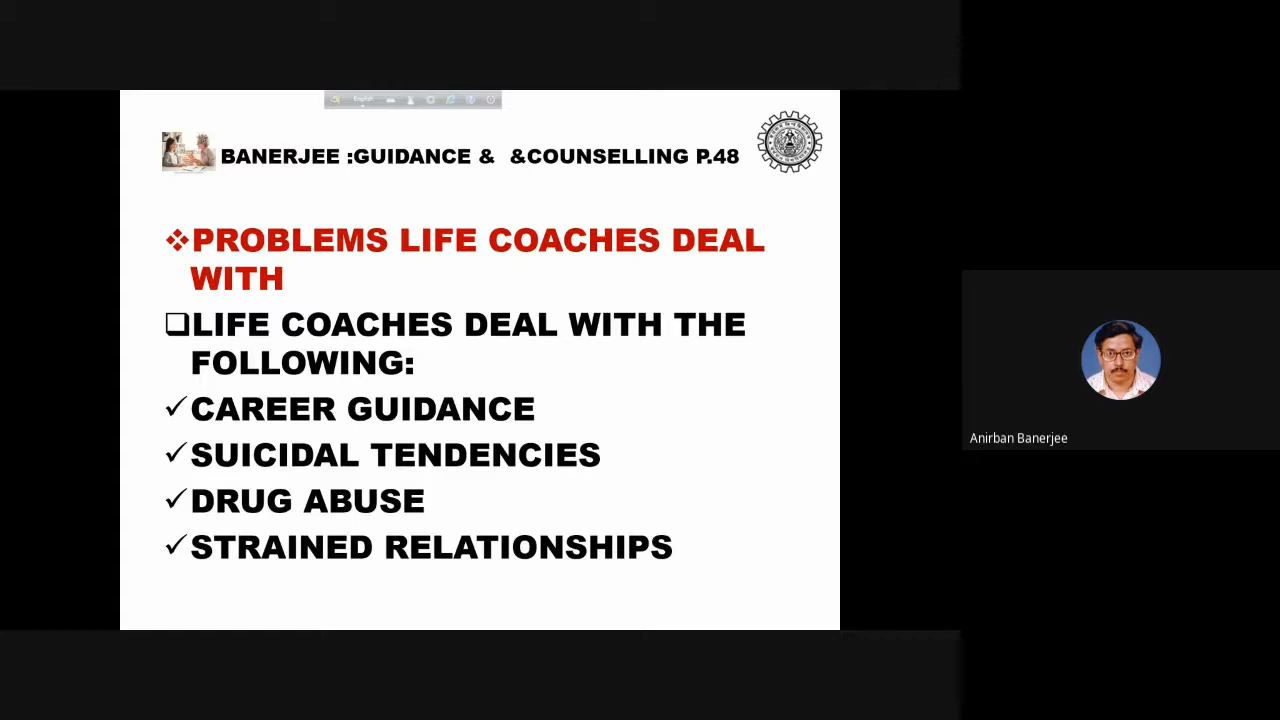 English
BANERJEE :GUIDANCE &  &COUNSELLING P.48
❖PROBLEMS LIFE COACHES DEAL
WITH
❑LIFE COACHES DEAL WITH THE
FOLLOWING:
✓CAREER GUIDANCE
✓SUICIDAL TENDENCIES
✓DRUG ABUSE
✓STRAINED RELATIONSHIPS
Anirban Banerjee